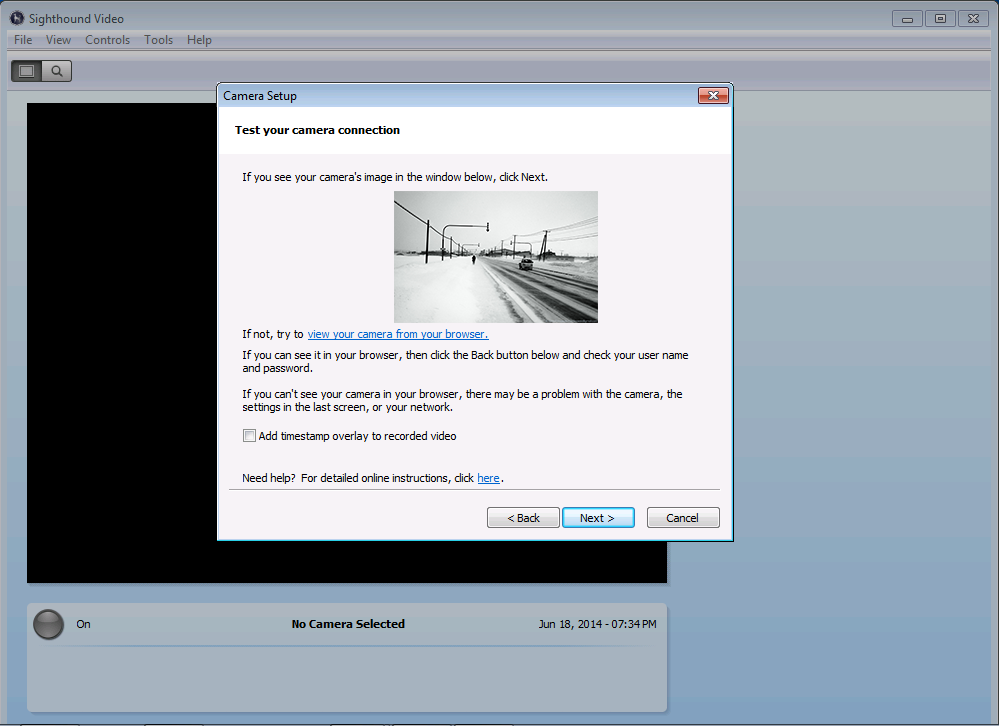 Sighthound Video
File View Controls Tools Help
Camera Setup
Test your camera connection
If you see your camera's image in the window below, click Next.
If not, try to view your camera from your browser.
If you can see it in your browser, then click the Back button below and check your user name
and password.
If you can't see your camera in your browser, there may be a problem with the camera, the
settings in the last screen, or your network.
Add timestamp overlay to recorded video
Need help? For detailed online instructions, click here.
< Back Next > Cancel
On No Camera Selected Jun 18, 2014 - 07:34 PM